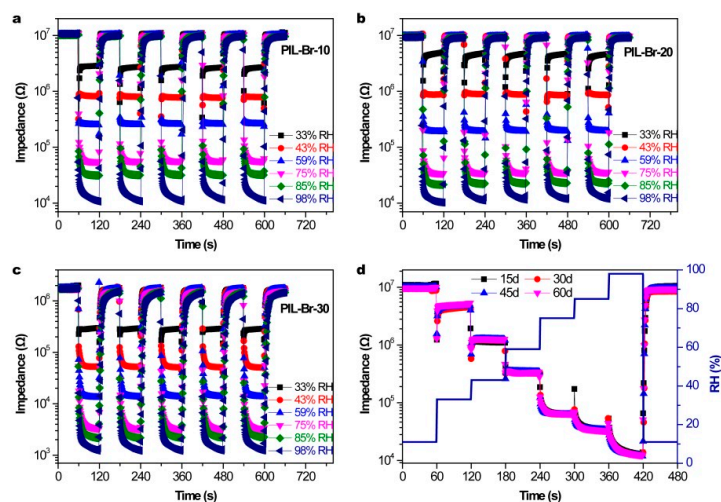 a
PIL-Br-10
Impedance (Ω)
10⁷
10⁶
10⁵
10⁴
33% RH
43% RH
59% RH
75% RH
85% RH
98% RH
0 120 240 360 480 600 720
Time (s)
b
PIL-Br-20
Impedance (Ω)
10⁷
10⁶
10⁵
10⁴
33% RH
43% RH
59% RH
75% RH
85% RH
98% RH
0 120 240 360 480 600 720
Time (s)
c
PIL-Br-30
Impedance (Ω)
10⁶
10⁵
10⁴
10³
33% RH
43% RH
59% RH
75% RH
85% RH
98% RH
0 120 240 360 480 600 720
Time (s)
d
15d 30d
45d 60d
Impedance (Ω)
10⁷
10⁶
10⁵
10⁴
100
90
80
70
60
50
40
30
20
10
0
RH (%)
0 60 120 180 240 300 360 420 480
Time (s)